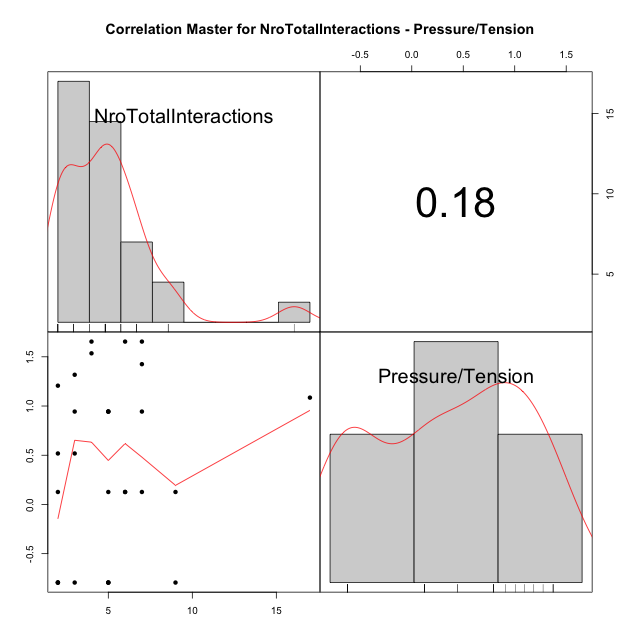 Correlation Master for NroTotalInteractions - Pressure/Tension
-0.5 0.0 0.5 1.0 1.5
NroTotalInteractions
0.18
15
10
5
Pressure/Tension
1.5
1.0
0.5
0.0
-0.5
5 10 15